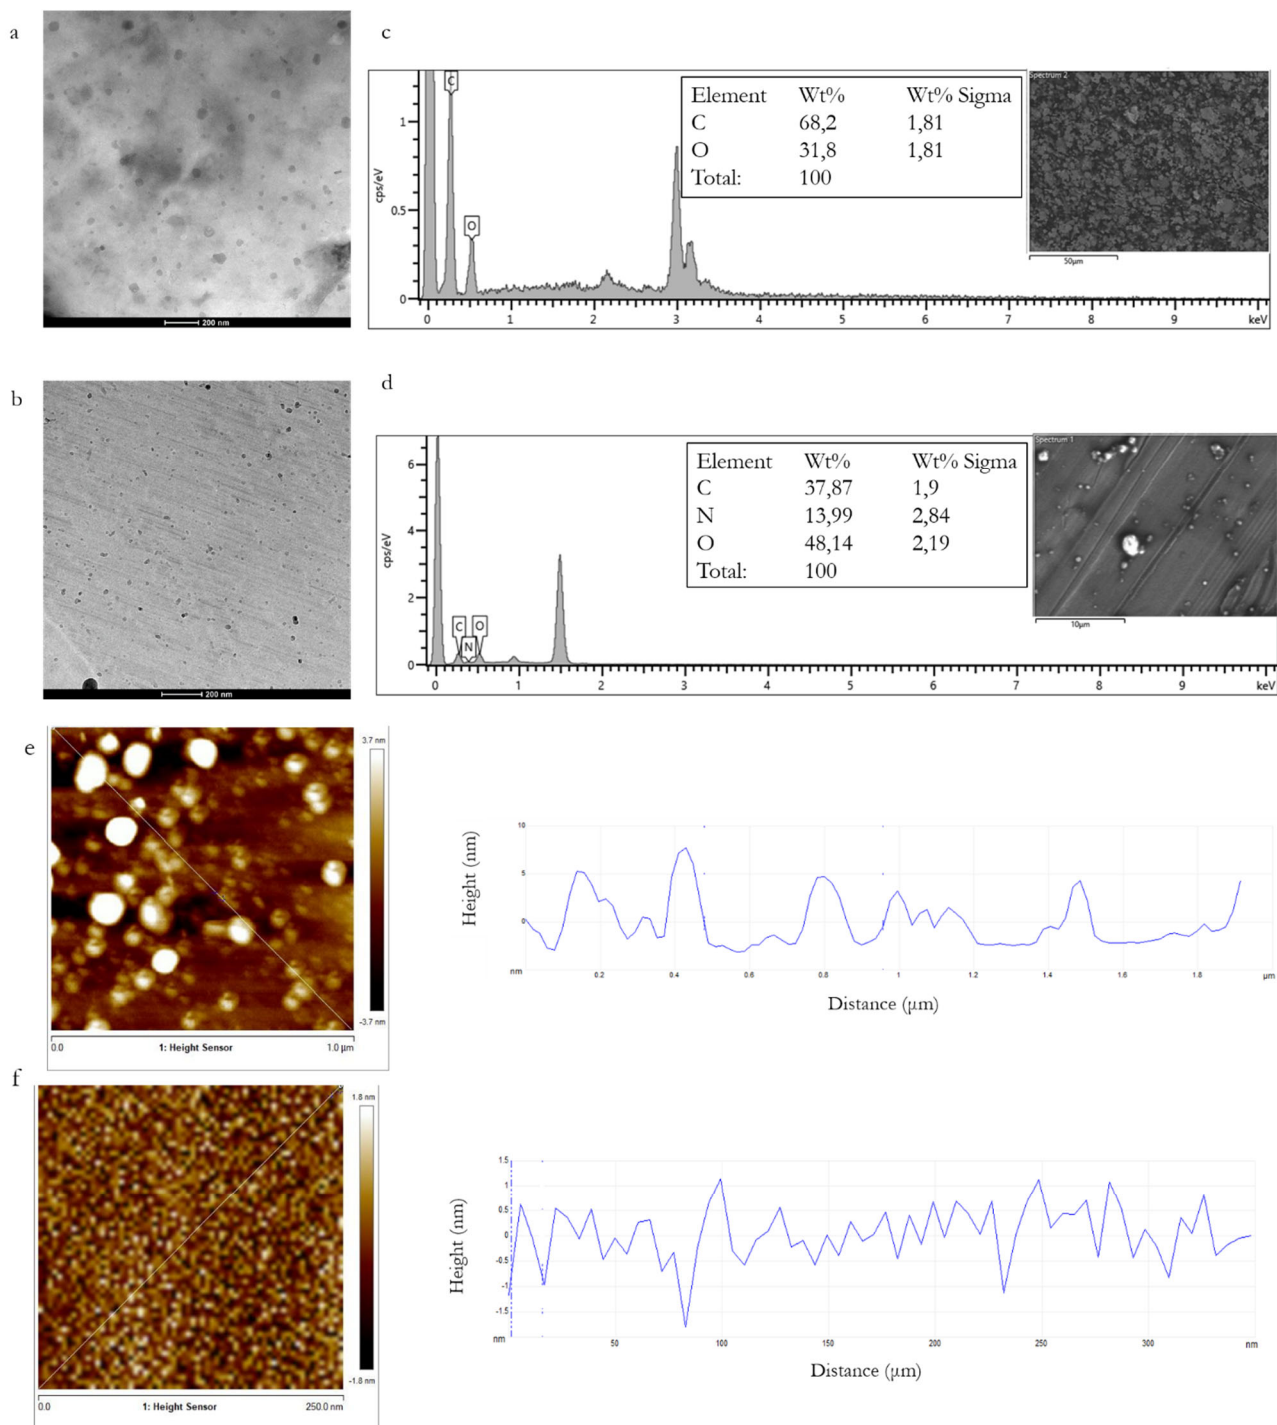 a
200 nm
c
cps/eV
1
0.5
0
C
O
Element Wt% Wt% Sigma
C 68,2 1,81
O 31,8 1,81
Total: 100
Spectrum 2
50µm
0 1 2 3 4 5 6 7 8 9 keV
b
200 nm
d
cps/eV
6
4
2
0
C
N
O
Element Wt% Wt% Sigma
C 37,87 1,9
N 13,99 2,84
O 48,14 2,19
Total: 100
Spectrum 1
10µm
0 1 2 3 4 5 6 7 8 9 keV
e
3.7 nm
-3.7 nm
0.0 1: Height Sensor 1.0 µm
Height (nm)
10
5
0
nm 0.2 0.4 0.6 0.8 1 1.2 1.4 1.6 1.8 µm
Distance (µm)
f
1.8 nm
-1.8 nm
0.0 1: Height Sensor 250.0 nm
Height (nm)
1.5
1
0.5
0
-0.5
-1
-1.5
nm 50 100 150 200 250 300 nm
Distance (µm)